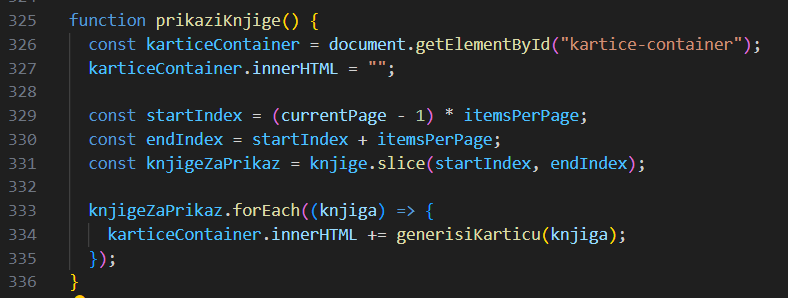 325 function prikaziKnjige() {
326 const karticeContainer = document.getElementById("kartice-container");
327 karticeContainer.innerHTML = "";
328
329 const startIndex = (currentPage - 1) * itemsPerPage;
330 const endIndex = startIndex + itemsPerPage;
331 const knjigeZaPrikaz = knjige.slice(startIndex, endIndex);
332
333 knjigeZaPrikaz.forEach((knjiga) => {
334 karticeContainer.innerHTML += generisiKarticu(knjiga);
335 });
336 }